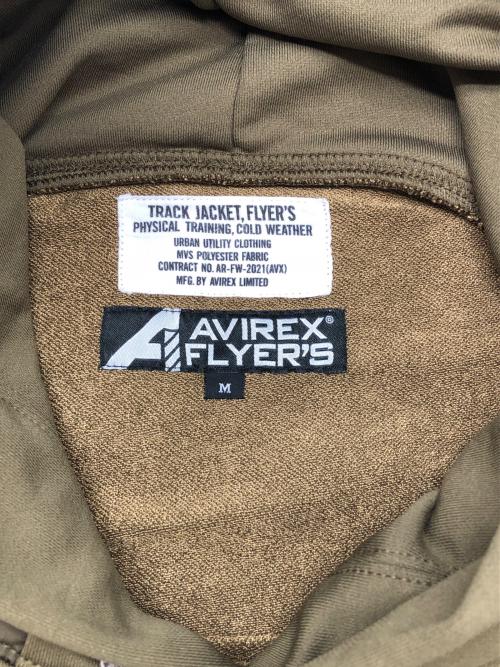 TRACK JACKET, FLYER'S
PHYSICAL TRAINING, COLD WEATHER
URBAN UTILITY CLOTHING
MVS POLYESTER FABRIC
CONTRACT NO. AR-FW-2021(AVX)
MFG. BY AVIREX LIMITED
AVIREX®
FLYER'S
M